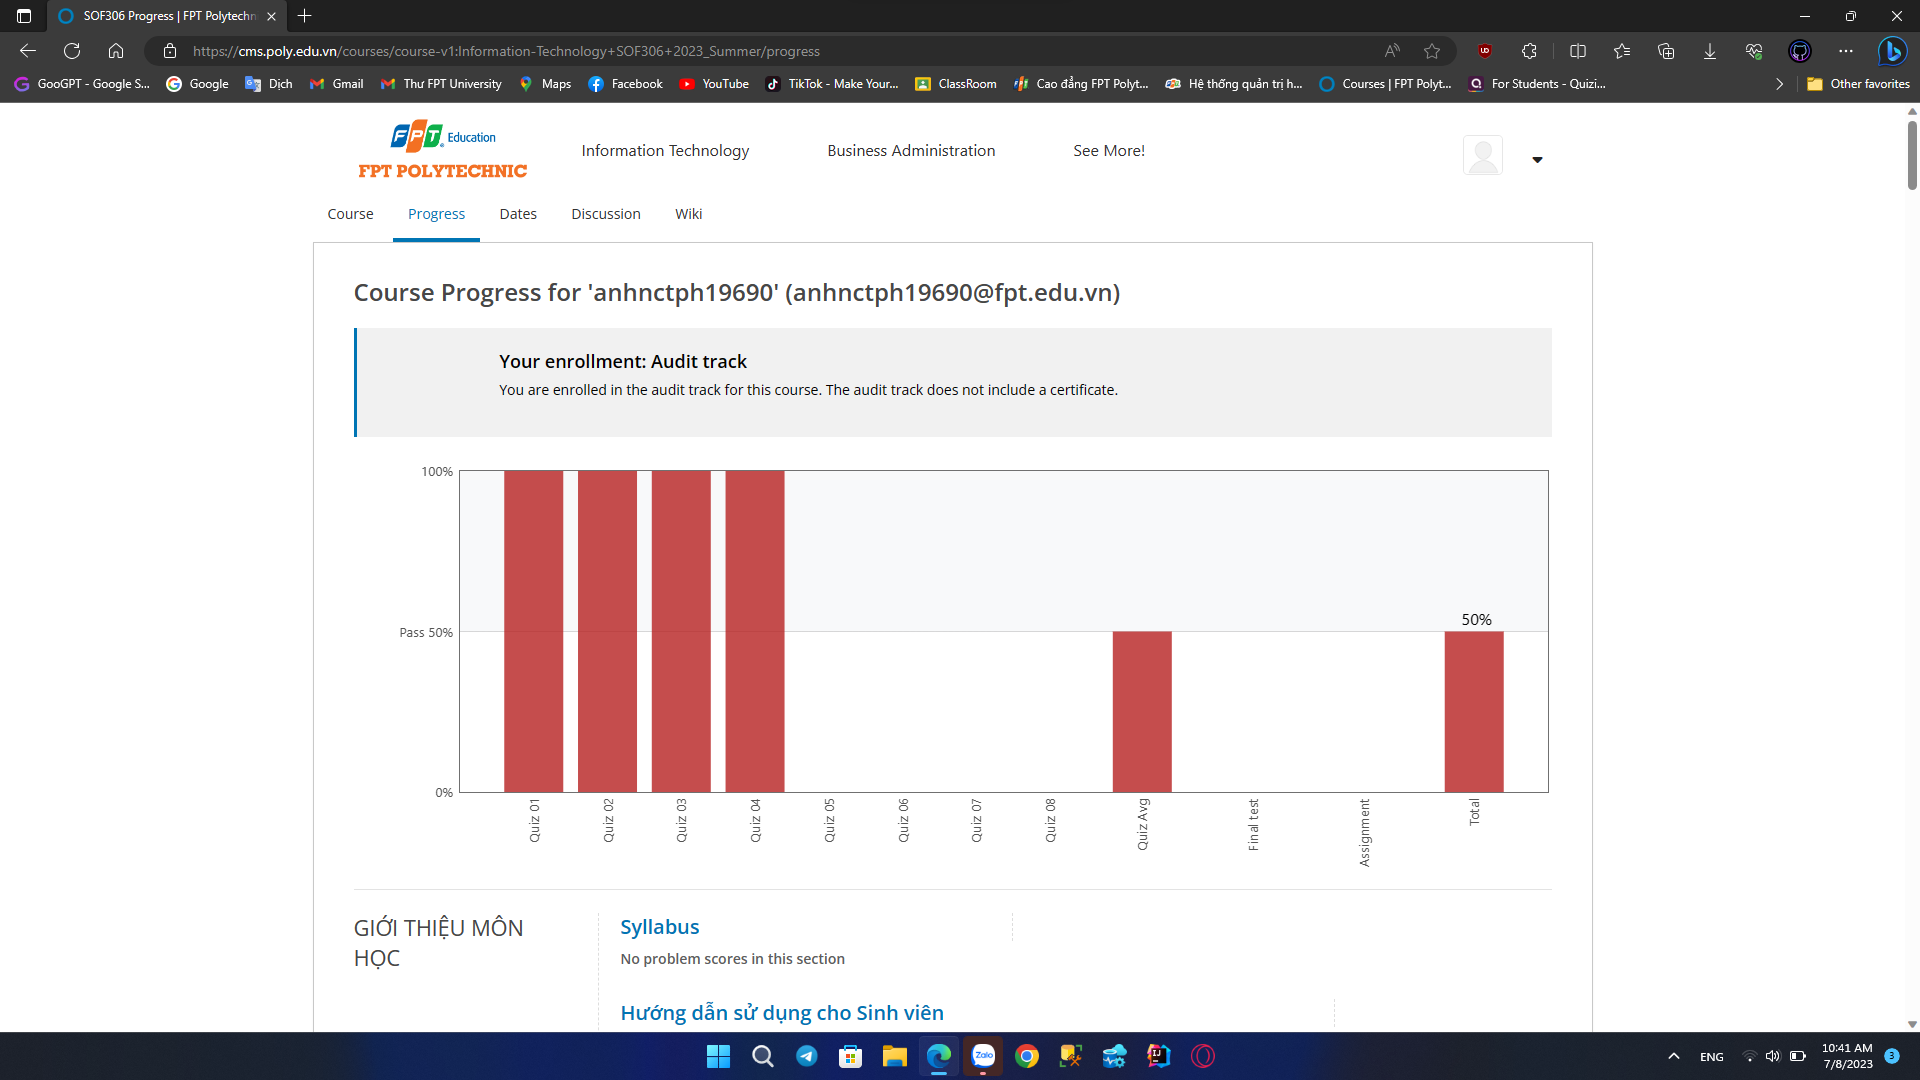 SOF306 Progress | FPT Polytechn
https://cms.poly.edu.vn/courses/course-v1:Information-Technology+SOF306+2023_Summer/progress
GooGPT - Google S...
Google
Dịch
Gmail
Thư FPT University
Maps
Facebook
YouTube
TikTok - Make Your...
ClassRoom
Cao đẳng FPT Polyt...
Hệ thống quản trị h...
Courses | FPT Polyt...
For Students - Quizi...
Other favorites
FPT Education
FPT POLYTECHNIC
Information Technology
Business Administration
See More!
Course
Progress
Dates
Discussion
Wiki
Course Progress for 'anhnctph19690' (anhnctph19690@fpt.edu.vn)
Your enrollment: Audit track
You are enrolled in the audit track for this course. The audit track does not include a certificate.
100%
Pass 50%
0%
50%
Quiz 01
Quiz 02
Quiz 03
Quiz 04
Quiz 05
Quiz 06
Quiz 07
Quiz 08
Quiz Avg
Final test
Assignment
Total
GIỚI THIỆU MÔN
HỌC
Syllabus
No problem scores in this section
Hướng dẫn sử dụng cho Sinh viên
Zalo
ENG
10:41 AM
7/8/2023
3